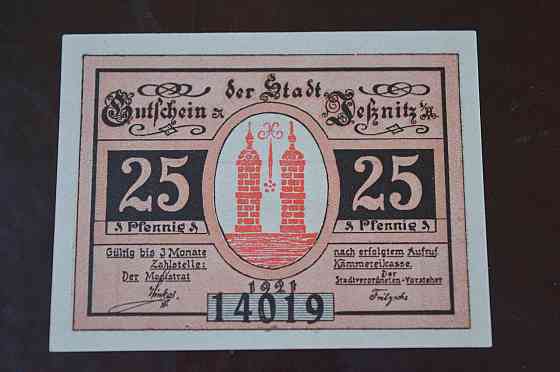 Gutschein der Stadt Jeßnitz i/A.
25 25
Pfennig Pfennig
Gültig bis 3 Monate nach erfolgtem Aufruf
Zahlstelle: Kämmereikasse.
Der Magistrat Der Stadtverordneten-Vorsteher
Fritzsche
1921
14019